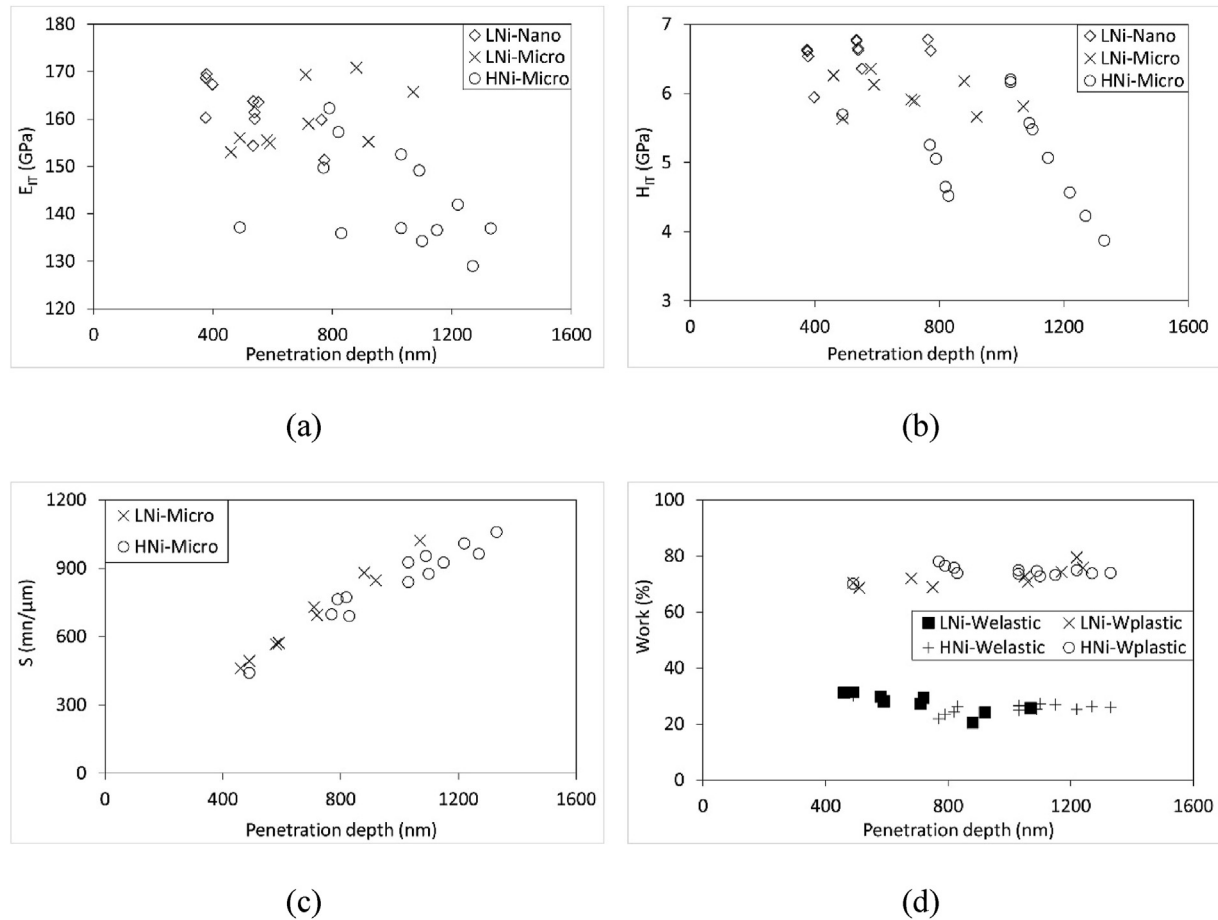 180
170
160
150
140
130
120
E_IT (GPa)
LNi-Nano
LNi-Micro
HNi-Micro
0 400 800 1200 1600
Penetration depth (nm)
(a)
7
6
5
4
3
H_IT (GPa)
LNi-Nano
LNi-Micro
HNi-Micro
0 400 800 1200 1600
Penetration depth (nm)
(b)
1200
900
600
300
0
S (mn/µm)
LNi-Micro
HNi-Micro
0 400 800 1200 1600
Penetration depth (nm)
(c)
100
80
60
40
20
0
Work (%)
LNi-Welastic LNi-Wplastic
HNi-Welastic HNi-Wplastic
0 400 800 1200 1600
Penetration depth (nm)
(d)